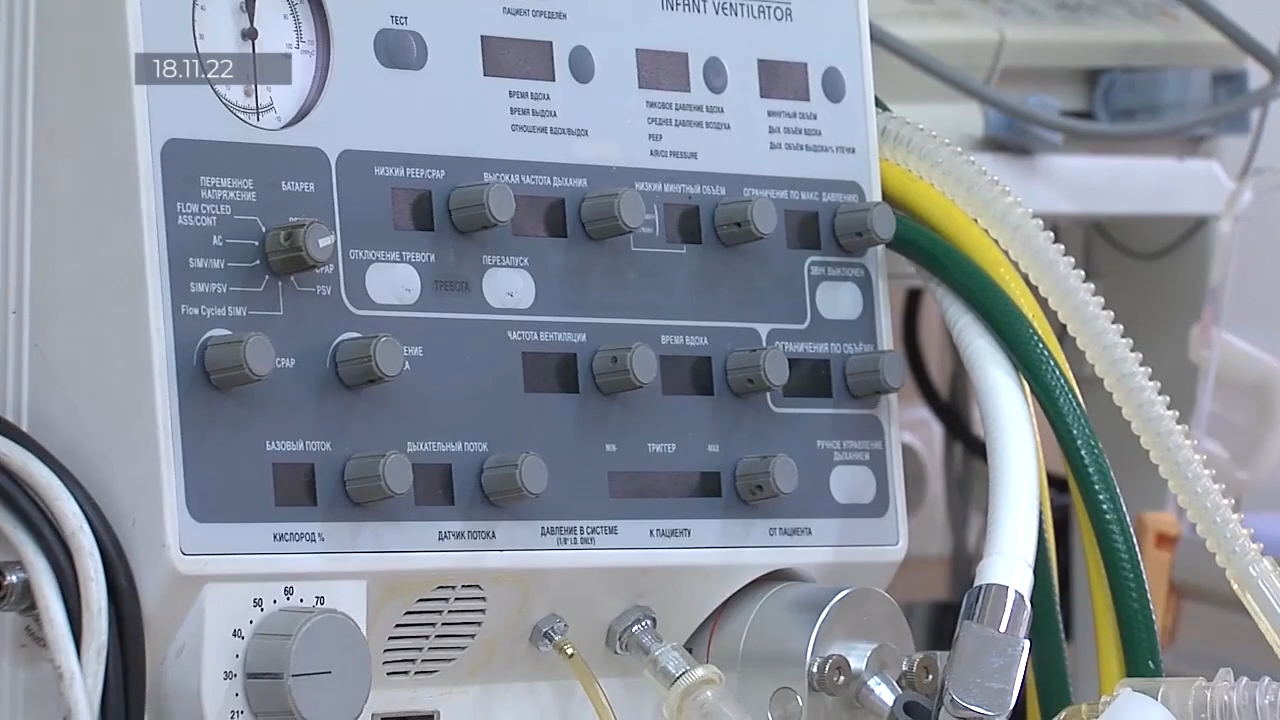 INFANT VENTILATOR
18.11.22
ТЕСТ
ПАЦИЕНТ ОПРЕДЕЛЁН
ВРЕМЯ ВДОХА
ВРЕМЯ ВЫДОХА
ОТНОШЕНИЕ ВДОХ/ВЫДОХ
ПИКОВОЕ ДАВЛЕНИЕ ВДОХА
СРЕДНЕЕ ДАВЛЕНИЕ ВОЗДУХА
PEEP
AIR/O2 PRESSURE
МИНУТНЫЙ ОБЪЁМ
ДЫХ. ОБЪЁМ ВДОХА
ДЫХ. ОБЪЁМ ВЫДОХА/% УТЕЧКИ
ПЕРЕМЕННОЕ
НАПРЯЖЕНИЕ
БАТАРЕЯ
FLOW CYCLED
ASS/CONT
AC
SIMV/IMV
SIMV/PSV
Flow Cycled SIMV
CPAP
PSV
НИЗКИЙ PEEP/CPAP
ВЫСОКАЯ ЧАСТОТА ДЫХАНИЯ
НИЗКИЙ МИНУТНЫЙ ОБЪЁМ
ОГРАНИЧЕНИЕ ПО МАКС. ДАВЛЕНИЮ
ОТКЛЮЧЕНИЕ ТРЕВОГИ
ТРЕВОГА
ПЕРЕЗАПУСК
ЗВУК ВЫКЛЮЧЕН
CPAP
ЧАСТОТА ВЕНТИЛЯЦИИ
ВРЕМЯ ВДОХА
ОГРАНИЧЕНИЯ ПО ОБЪЁМУ
БАЗОВЫЙ ПОТОК
ДЫХАТЕЛЬНЫЙ ПОТОК
MIN-
ТРИГГЕР
-MAX
РУЧНОЕ УПРАВЛЕНИЕ
ДЫХАНИЕМ
КИСЛОРОД %
ДАТЧИК ПОТОКА
ДАВЛЕНИЕ В СИСТЕМЕ
(1/8" I.D. ONLY)
К ПАЦИЕНТУ
ОТ ПАЦИЕНТА
60
50
70
40
30
21